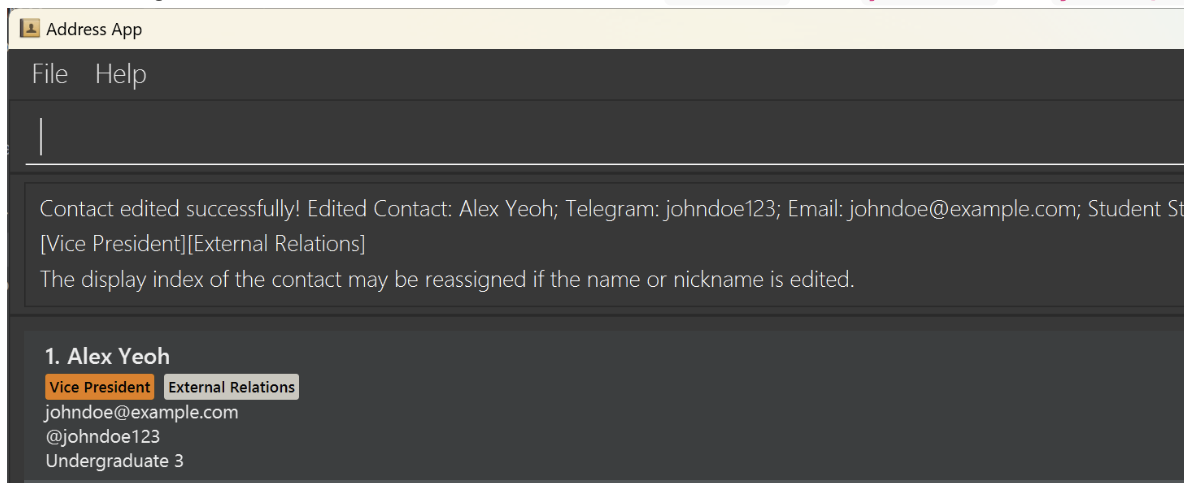 Address App
File Help
Contact edited successfully! Edited Contact: Alex Yeoh; Telegram: johndoe123; Email: johndoe@example.com; Student St
[Vice President][External Relations]
The display index of the contact may be reassigned if the name or nickname is edited.
1. Alex Yeoh
Vice President External Relations
johndoe@example.com
@johndoe123
Undergraduate 3